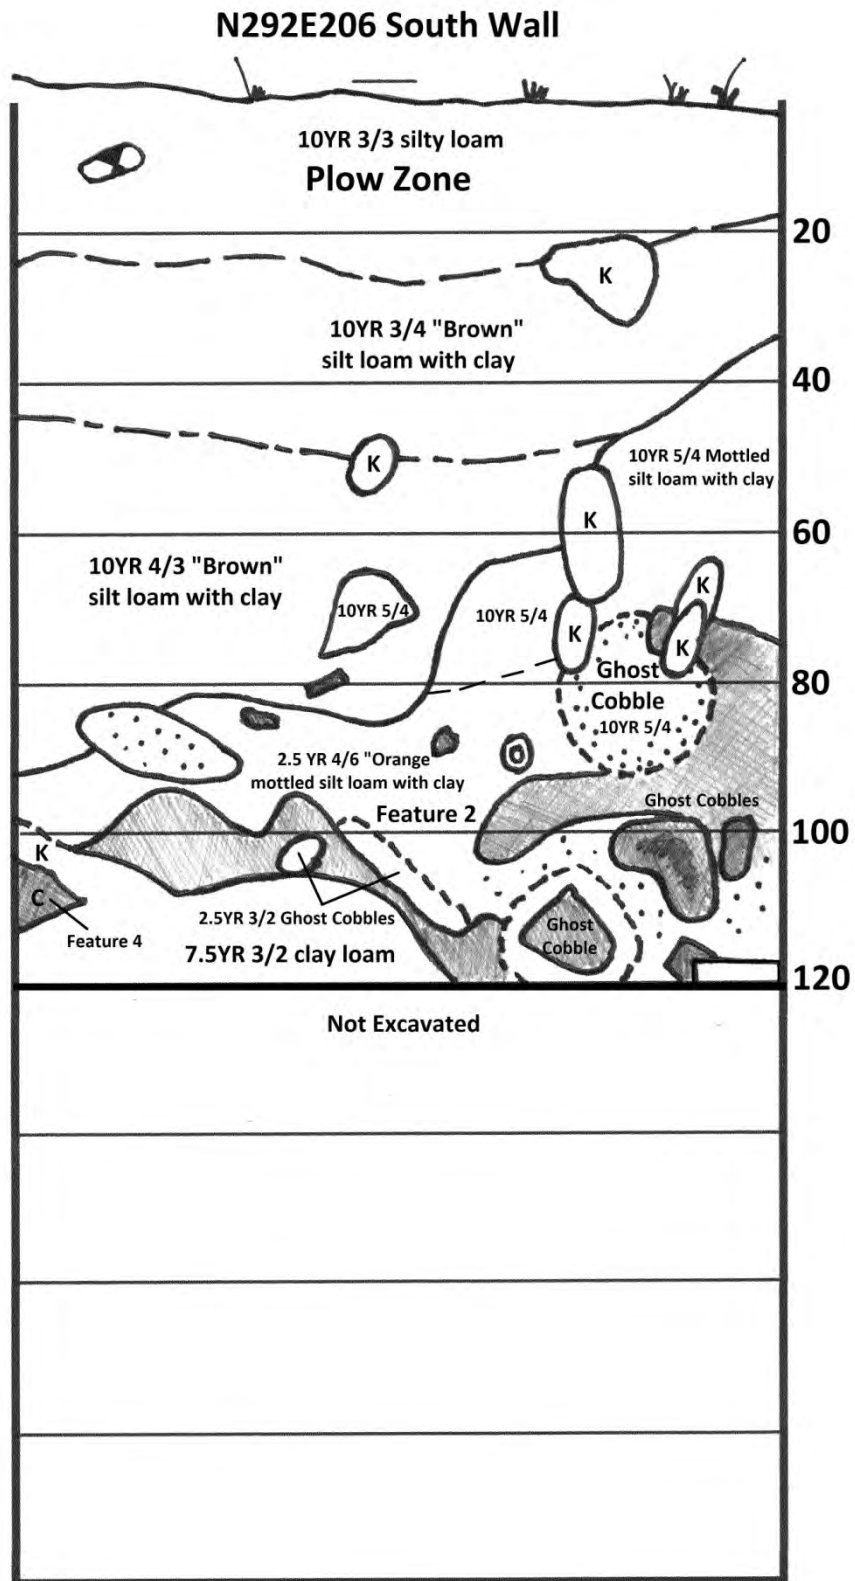 N292E206 South Wall
10YR 3/3 silty loam
Plow Zone
20
K
10YR 3/4 "Brown"
silt loam with clay
40
10YR 5/4 Mottled
silt loam with clay
K
K
60
10YR 4/3 "Brown"
silt loam with clay
K
10YR 5/4
10YR 5/4
K
K
Ghost
Cobble
10YR 5/4
80
2.5 YR 4/6 "Orange
mottled silt loam with clay
Feature 2
Ghost Cobbles
100
K
C
Feature 4
2.5YR 3/2 Ghost Cobbles
7.5YR 3/2 clay loam
Ghost
Cobble
120
Not Excavated